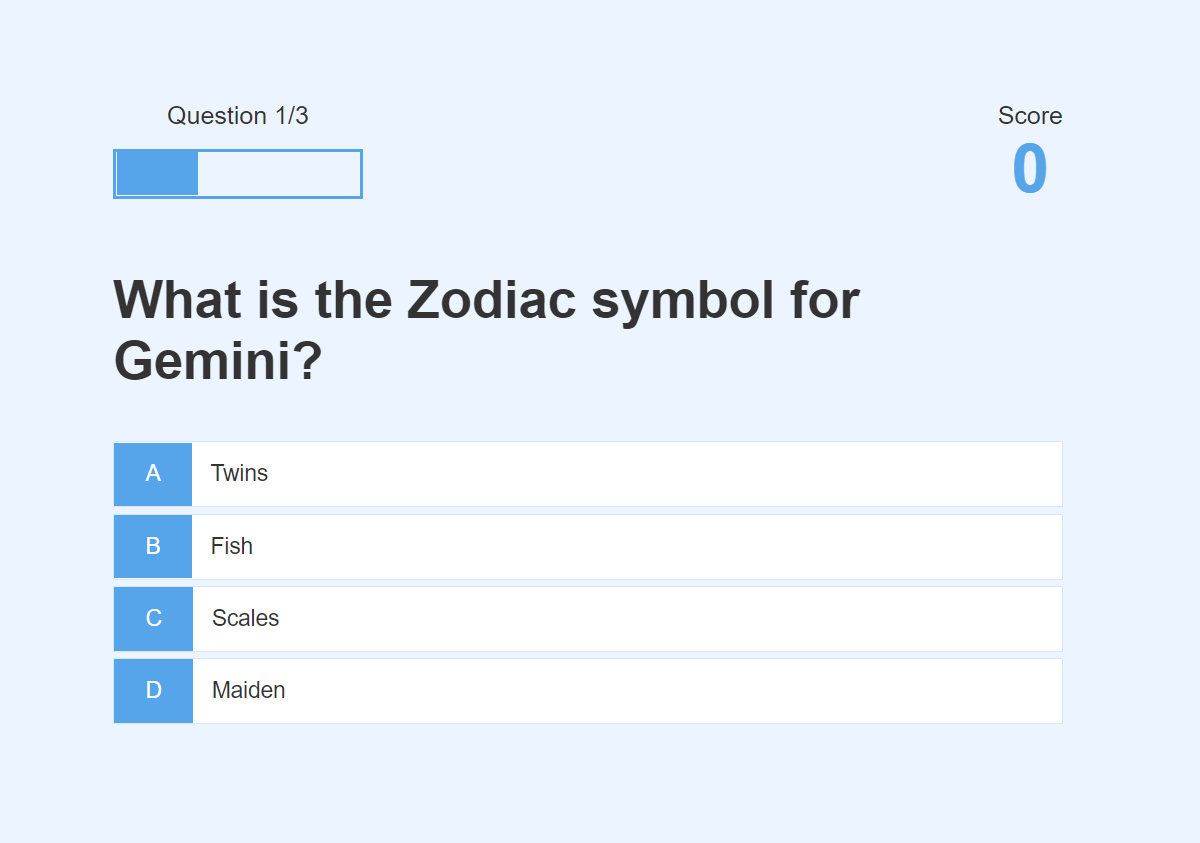 Question 1/3
Score
0
What is the Zodiac symbol for
Gemini?
A Twins
B Fish
C Scales
D Maiden